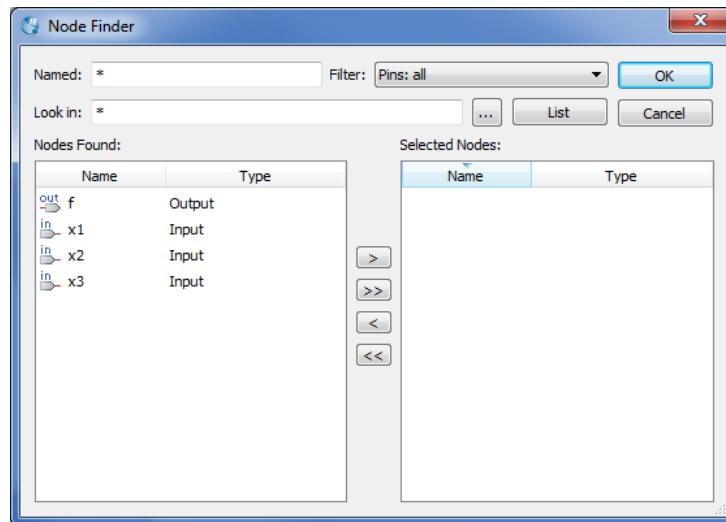 Node Finder
Named: * Filter: Pins: all OK
Look in: * ... List Cancel
Nodes Found: Selected Nodes:
Name Type Name Type
out f Output
in x1 Input
in x2 Input
in x3 Input
>
>>
<
<<